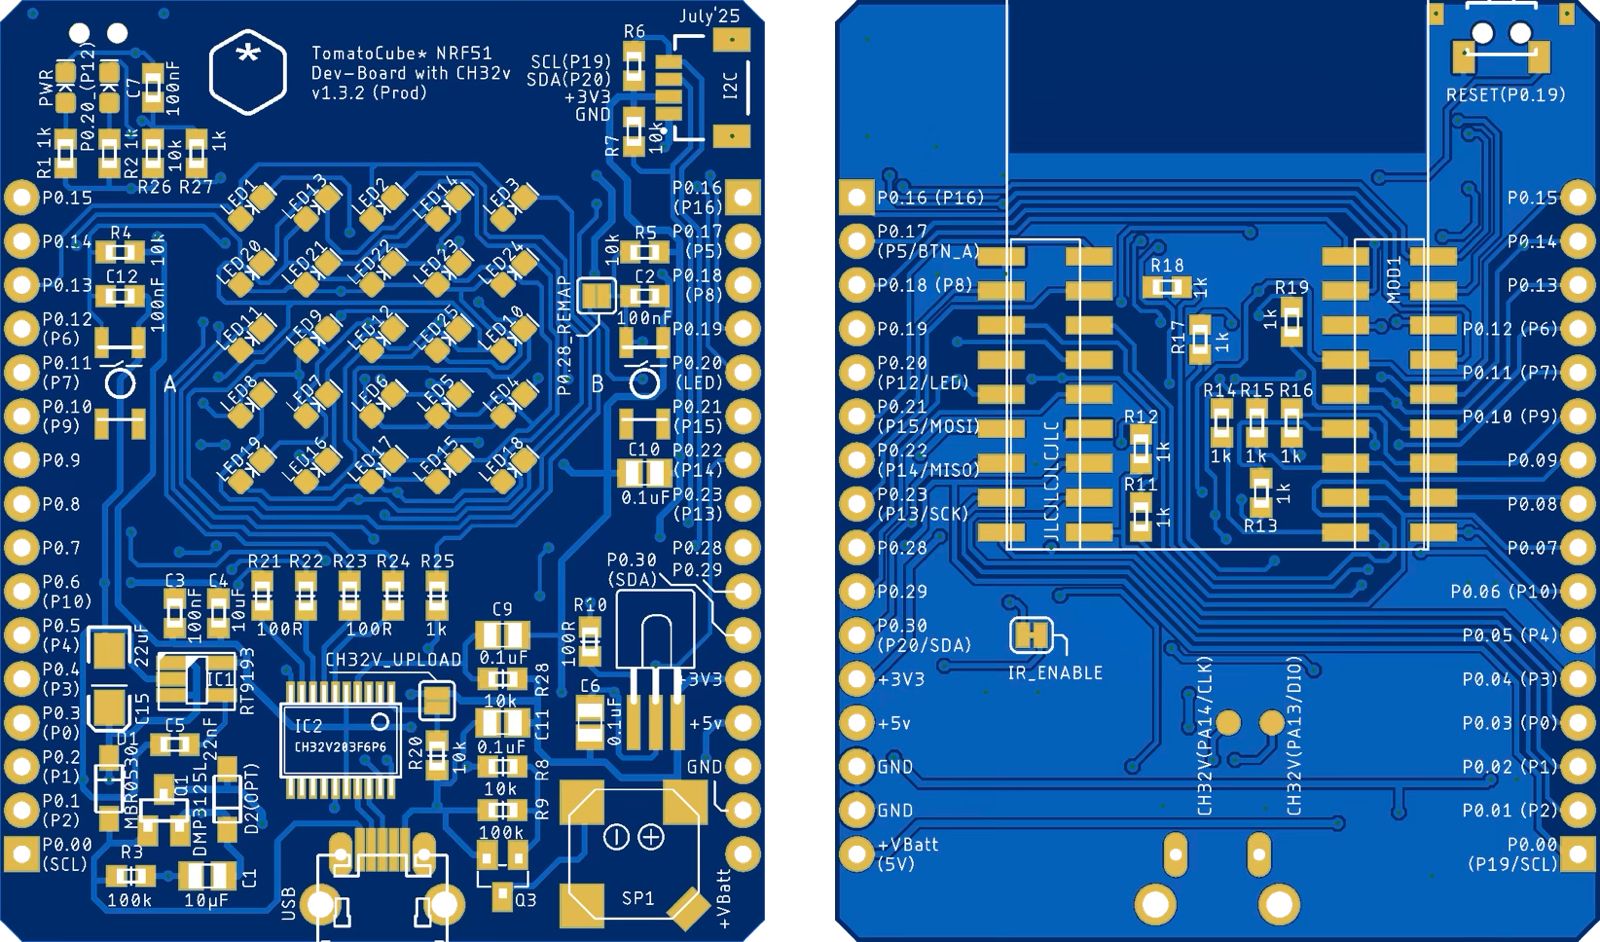 July'25
TomatoCube* NRF51
Dev-Board with CH32v
v1.3.2 (Prod)
*
PWR
P0.20_(P12)
C7
100nF
R1 1k
R2 1k
R26
10k
R27
1k
R6
SCL(P19)
SDA(P20)
+3V3
GND
R7
10k
I2C
P0.15
P0.14
P0.13
P0.12
(P6)
P0.11
(P7)
P0.10
(P9)
P0.9
P0.8
P0.7
P0.6
(P10)
P0.5
(P4)
P0.4
(P3)
P0.3
(P0)
P0.2
(P1)
P0.1
(P2)
P0.00
(SCL)
R4
10k
C12
100nF
A
LED1
LED13
LED2
LED14
LED3
LED20
LED21
LED22
LED23
LED24
LED11
LED9
LED12
LED25
LED10
LED8
LED7
LED6
LED5
LED4
LED19
LED16
LED17
LED15
LED18
P0.28_REMAP
R5
10k
C2
100nF
B
C10
0.1uF
P0.16
(P16)
P0.17
(P5)
P0.18
(P8)
P0.19
P0.20
(LED)
P0.21
(P15)
P0.22
(P14)
P0.23
(P13)
P0.28
P0.29
P0.30
(SDA)
+3V3
+5v
GND
+VBatt
R21
R22
R23
R24
R25
100R
100R
1k
C3
100nF
C4
10uF
22uF
C15
IC1
RT9193
C5
22nF
D1
MBR0530
Q1
DMP3125L
D2(OPT)
R3
100k
C1
10µF
CH32V_UPLOAD
IC2
CH32V203F6P6
R20
10k
C9
0.1uF
R28
C11
0.1uF
R8
10k
R9
100k
Q3
R10
100R
C6
0.1uF
SP1
USB
RESET(P0.19)
P0.16 (P16)
P0.17
(P5/BTN_A)
P0.18 (P8)
P0.19
P0.20
(P12/LED)
P0.21
(P15/MOSI)
P0.22
(P14/MISO)
P0.23
(P13/SCK)
P0.28
P0.29
P0.30
(P20/SDA)
+3V3
+5v
GND
GND
+VBatt
(5V)
R18
1k
R17
1k
R19
1k
MOD1
R14
R15
R16
1k
1k
1k
R12
1k
R11
1k
R13
1k
JLCJLCJLCJLC
IR_ENABLE
CH32V(PA14/CLK)
CH32V(PA13/DIO)
P0.15
P0.14
P0.13
P0.12 (P6)
P0.11 (P7)
P0.10 (P9)
P0.09
P0.08
P0.07
P0.06 (P10)
P0.05 (P4)
P0.04 (P3)
P0.03 (P0)
P0.02 (P1)
P0.01 (P2)
P0.00
(P19/SCL)